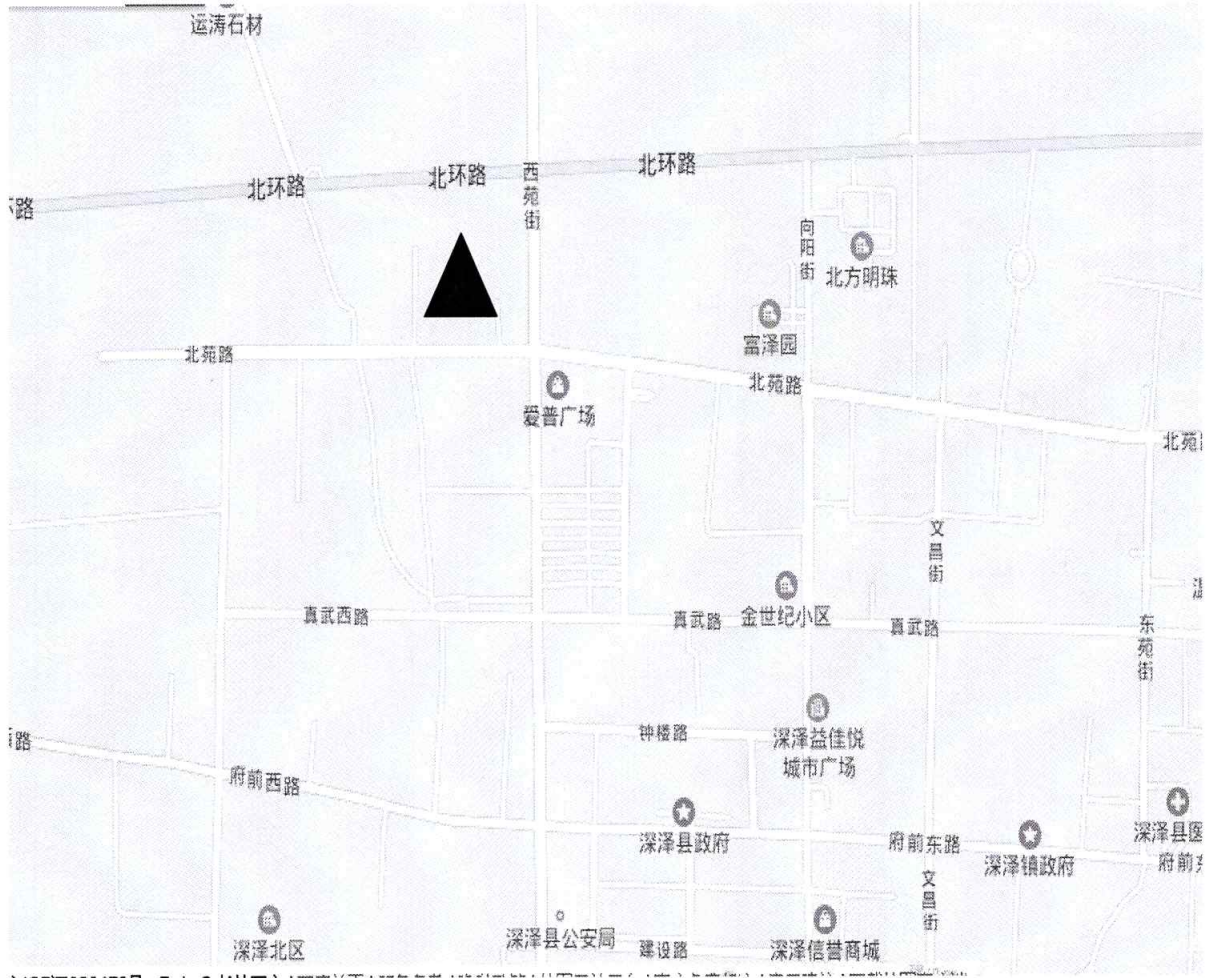 运涛石材
北环路
北环路
北环路
环路
西苑街
向阳街
北方明珠
富泽园
北苑路
北苑路
爱普广场
北苑
文昌街
真武西路
真武路
金世纪小区
真武路
东苑街
钟楼路
深泽益佳悦
城市广场
路
府前西路
深泽县政府
府前东路
深泽镇政府
深泽县医
府前东
文昌街
深泽北区
深泽县公安局
建设路
深泽信誉商城